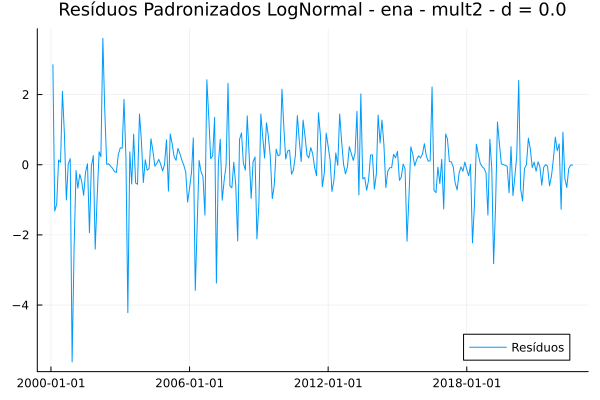 Resíduos Padronizados LogNormal - ena - mult2 - d = 0.0
2
0
−2
−4
Resíduos
2000-01-01 2006-01-01 2012-01-01 2018-01-01